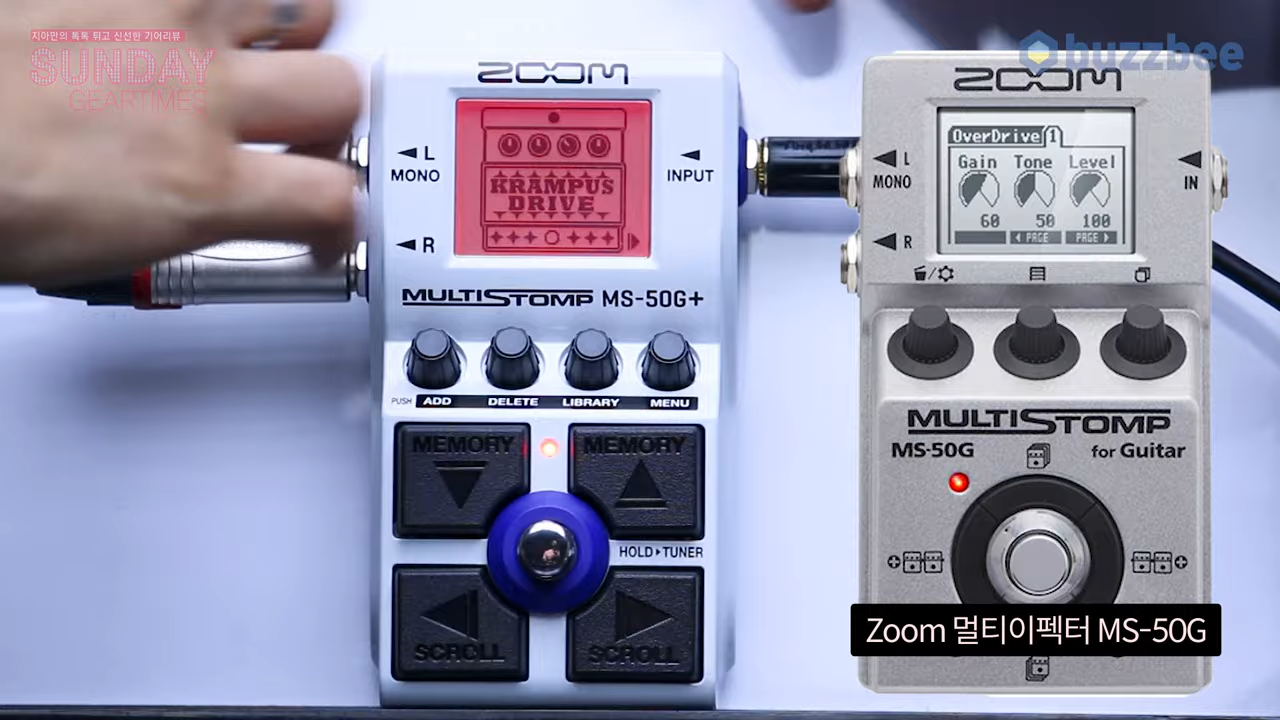 지아만의 톡톡 튀고 신선한 기어리뷰
SUNDAY
GEARTIMES
buzzbee
ZOOM
L
MONO
INPUT
R
KRAMPUS
DRIVE
MULTISTOMP MS-50G+
PUSH ADD DELETE LIBRARY MENU
MEMORY
MEMORY
HOLD▸TUNER
SCROLL
SCROLL
ZOOM
L
MONO
IN
R
OverDrive 1
Gain Tone Level
60 50 100
PAGE PAGE
MULTISTOMP
MS-50G for Guitar
Zoom 멀티이펙터 MS-50G